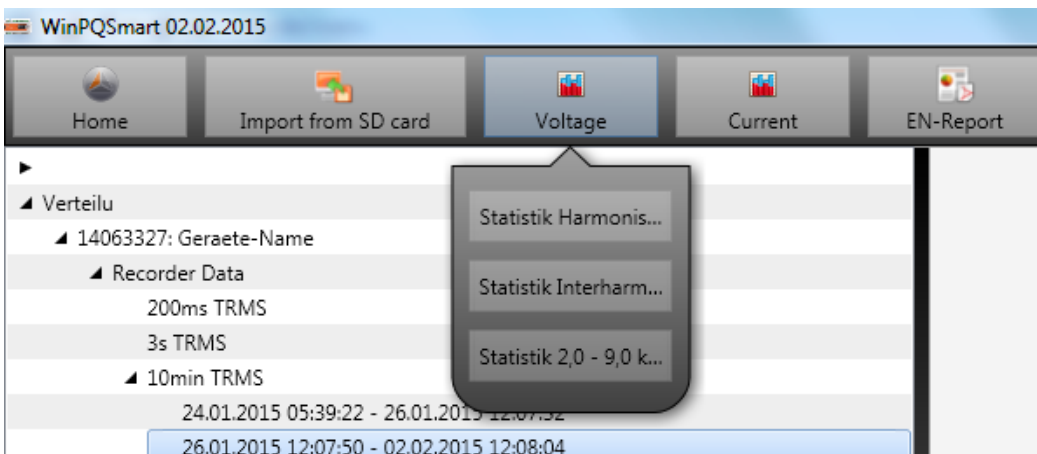 WinPQSmart 02.02.2015
Home
Import from SD card
Voltage
Current
EN-Report
Verteilu
Statistik Harmonis...
14063327: Geraete-Name
Recorder Data
Statistik Interharm...
200ms TRMS
3s TRMS
Statistik 2,0 - 9,0 k...
10min TRMS
24.01.2015 05:39:22 - 26.01.2015 12:07:32
26.01.2015 12:07:50 - 02.02.2015 12:08:04